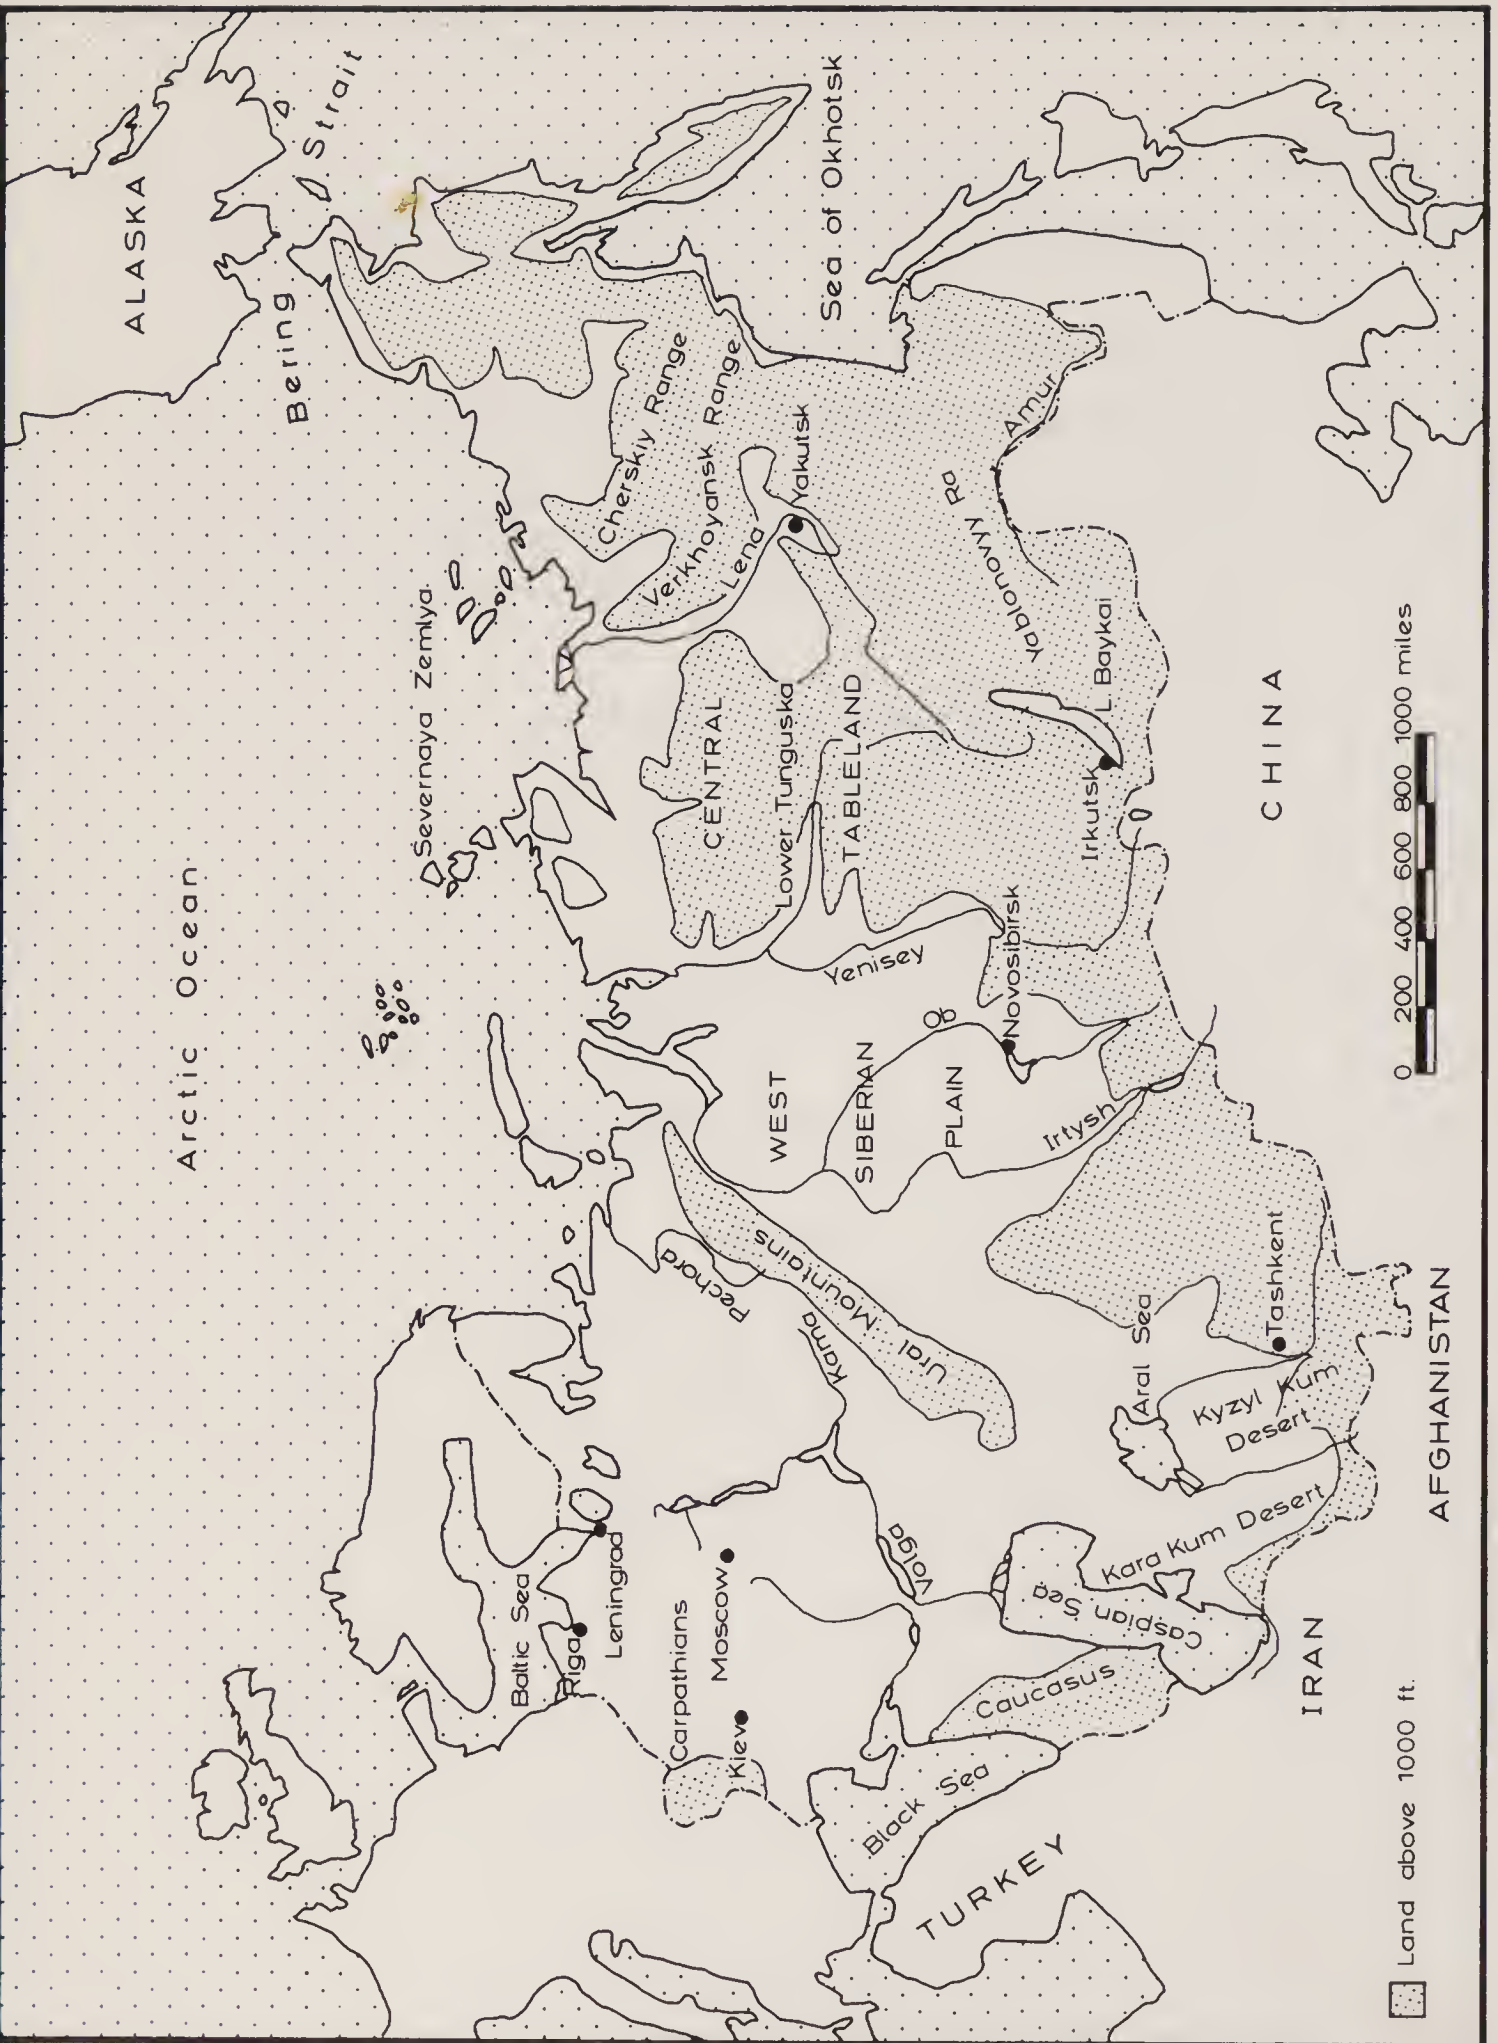 ALASKA
Bering Strait
Arctic Ocean
Severnaya Zemlya
Sea of Okhotsk
Cherskiy Range
Verkhoyansk Range
Lena
Yakutsk
CENTRAL
Lower Tunguska
TABLELAND
Amur
Yablonovyy Ra
L. Baykai
Irkutsk
Yenisey
Novosibirsk
Ob
WEST
SIBERIAN
PLAIN
Irtysh
CHINA
Pechora
Ural Mountains
Kama
Baltic Sea
Riga
Leningrad
Moscow
Carpathians
Kiev
Volga
Aral Sea
Tashkent
Kyzyl Kum
Desert
Kara Kum Desert
Caspian Sea
Caucasus
Black Sea
TURKEY
IRAN
AFGHANISTAN
Land above 1000 ft.
0 200 400 600 800 1000 miles